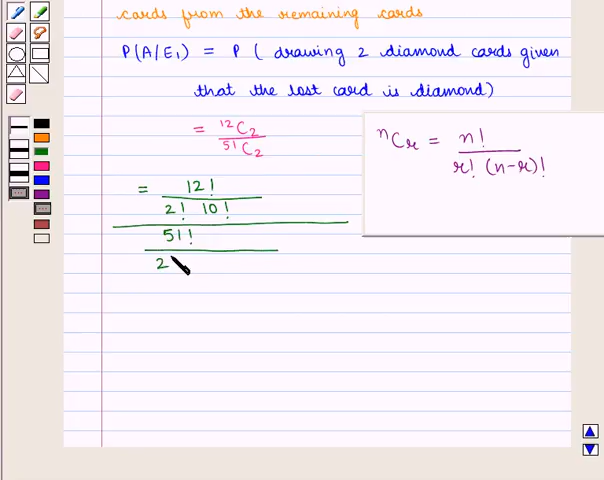 cards from the remaining cards
P(A/E₁) = P ( drawing 2 diamond cards given
that the lost card is diamond)
= ¹²C₂ / ⁵¹C₂
ⁿCᵣ = n! / r! (n-r)!
= 12! / 2! 10!
51!
2